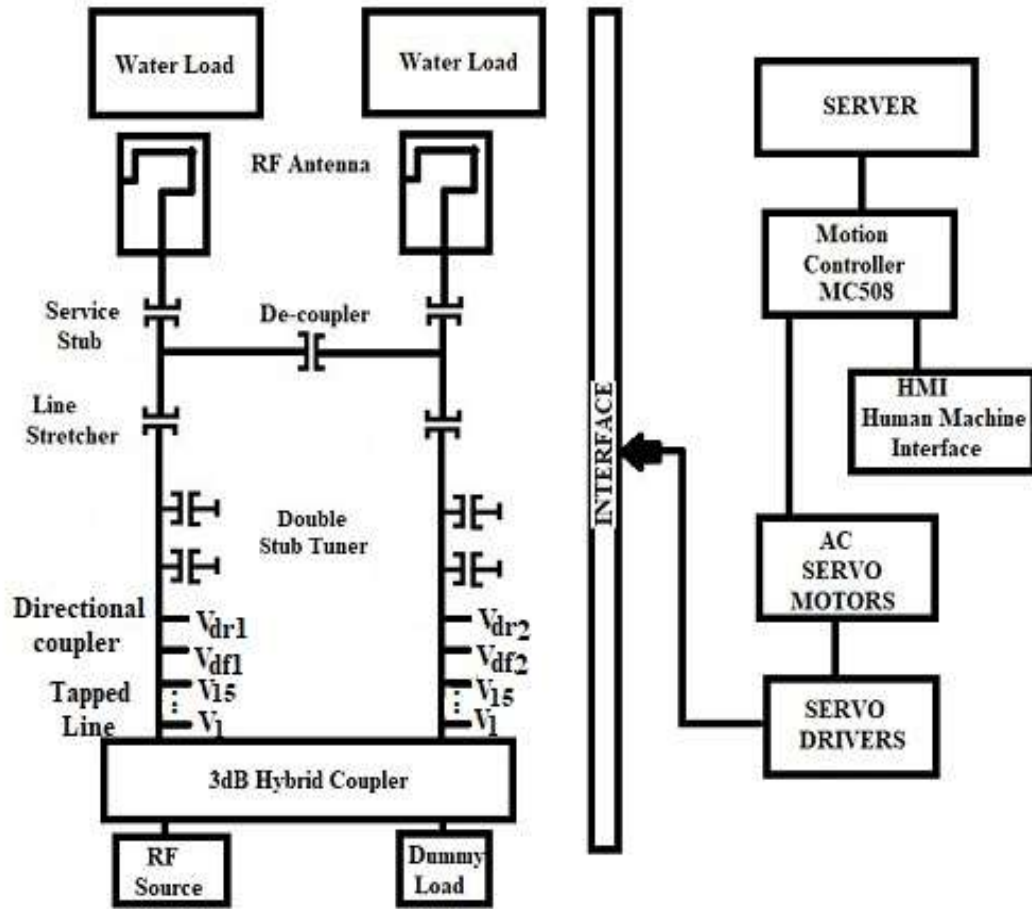 Water Load
Water Load
RF Antenna
Service
Stub
De-coupler
Line
Stretcher
Double
Stub Tuner
Directional
coupler
Vdr1
Vdr2
Vdf1
Vdf2
Tapped
Line
V15
V1
V15
V1
3dB Hybrid Coupler
RF
Source
Dummy
Load
INTERFACE
SERVER
Motion
Controller
MC508
HMI
Human Machine
Interface
AC
SERVO
MOTORS
SERVO
DRIVERS